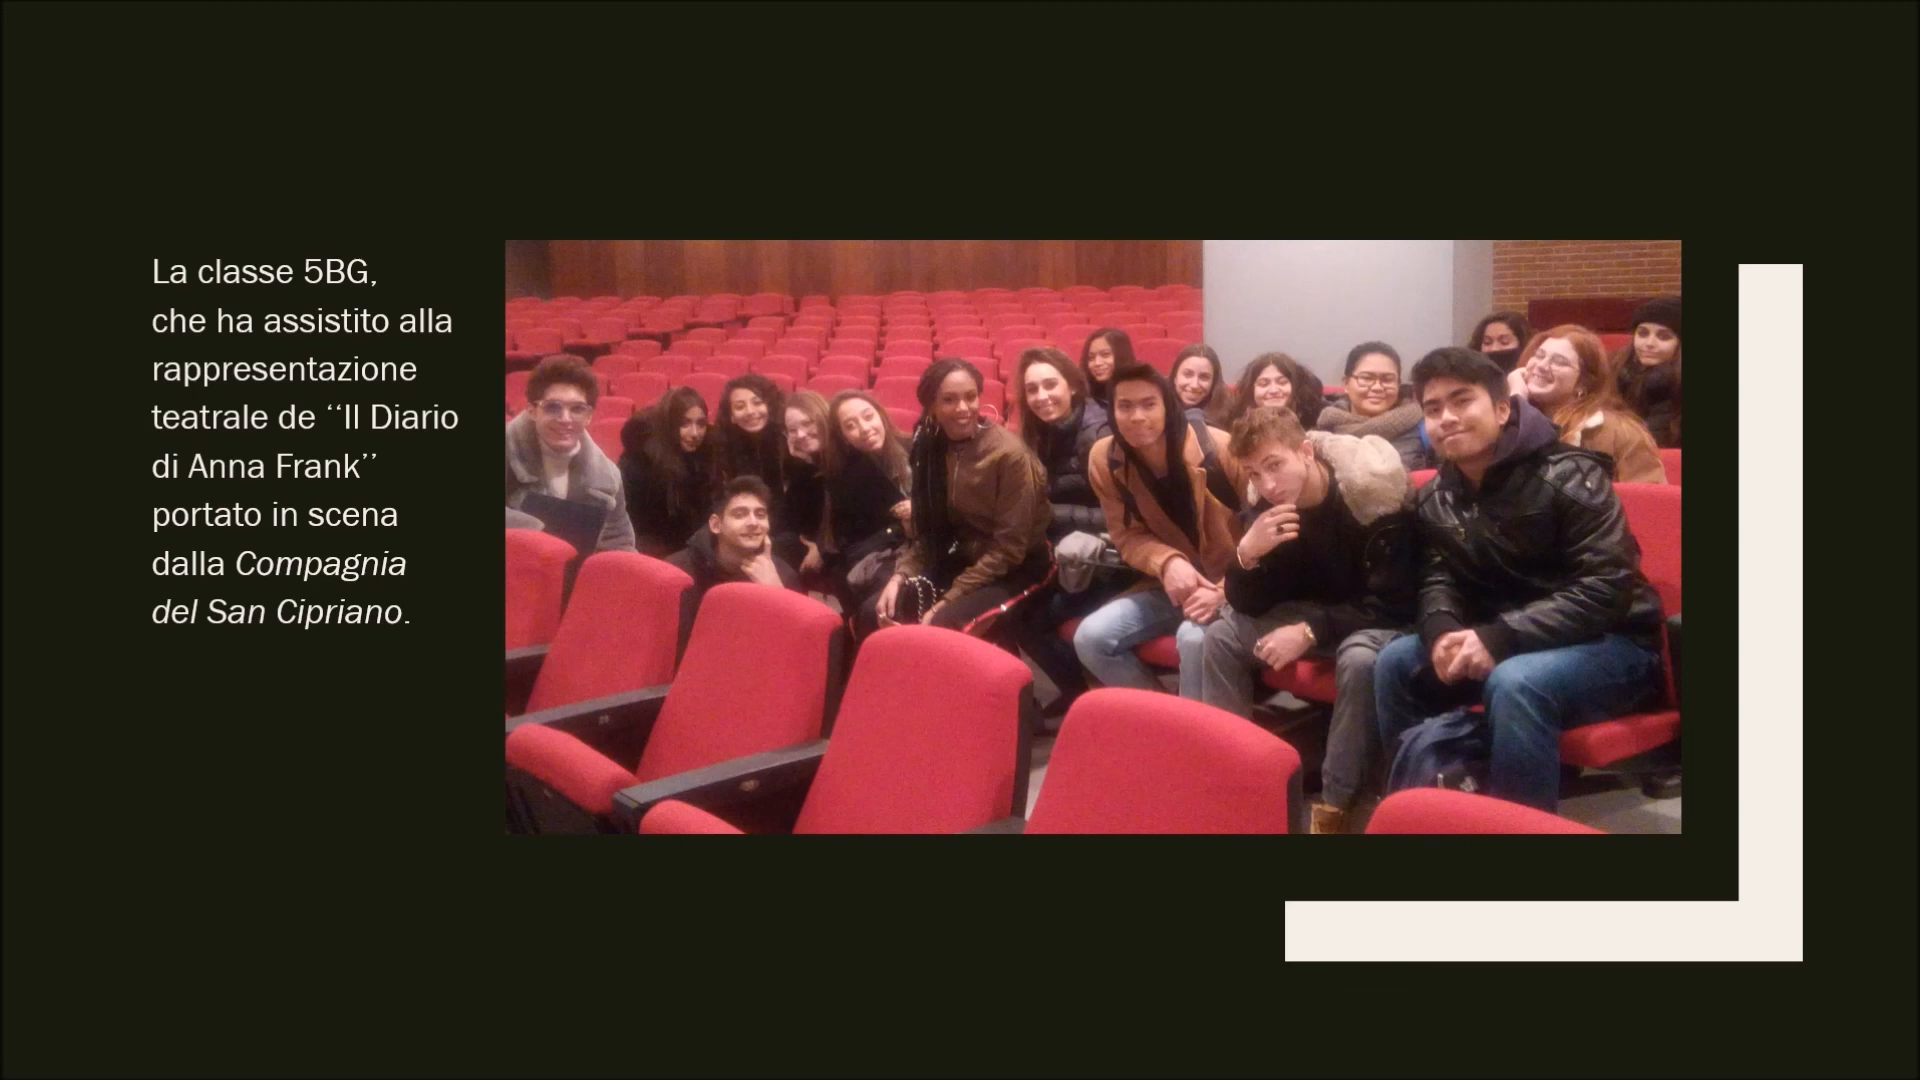 La classe 5BG,
che ha assistito alla
rappresentazione
teatrale de ‘‘Il Diario
di Anna Frank’’
portato in scena
dalla Compagnia
del San Cipriano.